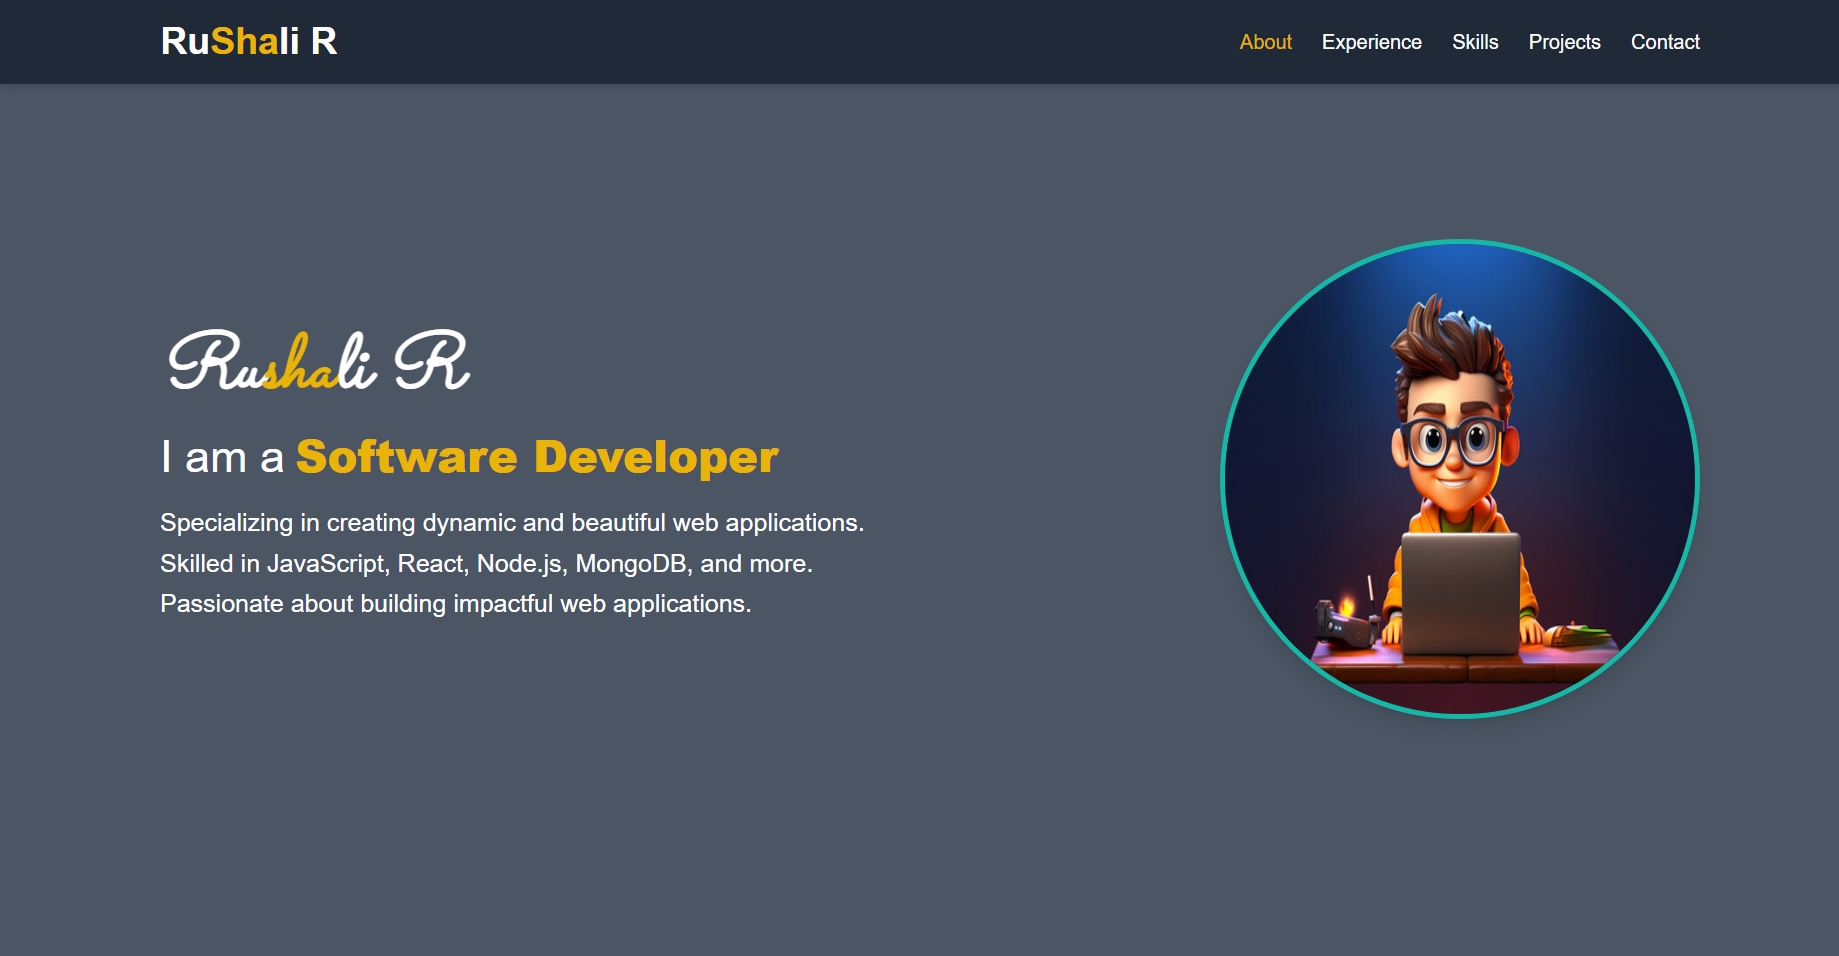 RuShali R
About Experience Skills Projects Contact
Rushali R
I am a Software Developer
Specializing in creating dynamic and beautiful web applications.
Skilled in JavaScript, React, Node.js, MongoDB, and more.
Passionate about building impactful web applications.